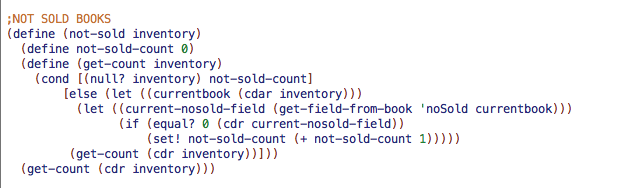 ;NOT SOLD BOOKS
(define (not-sold inventory)
  (define not-sold-count 0)
  (define (get-count inventory)
    (cond [(null? inventory) not-sold-count]
        [else (let ((currentbook (cdar inventory)))
          (let ((current-nosold-field (get-field-from-book 'noSold currentbook)))
                (if (equal? 0 (cdr current-nosold-field))
                    (set! not-sold-count (+ not-sold-count 1)))))
         (get-count (cdr inventory))]))
  (get-count (cdr inventory)))